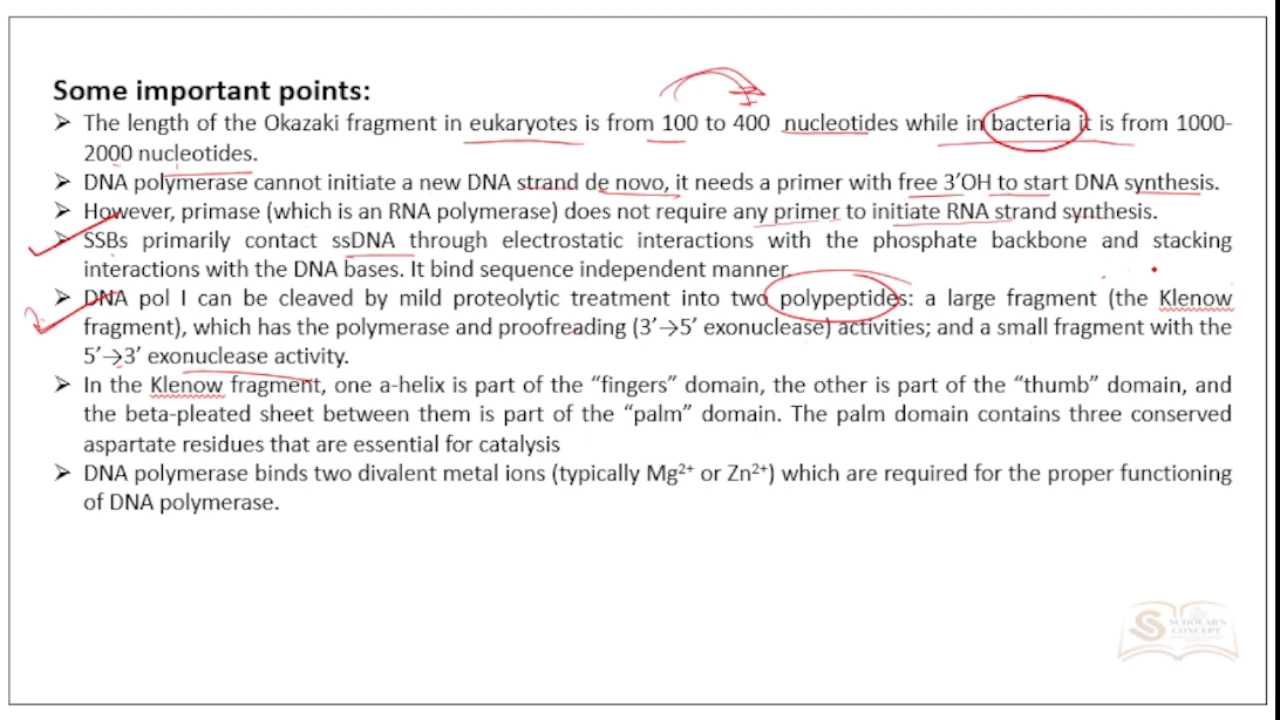 Some important points:
➢ The length of the Okazaki fragment in eukaryotes is from 100 to 400 nucleotides while in bacteria it is from 1000-
2000 nucleotides.
➢ DNA polymerase cannot initiate a new DNA strand de novo, it needs a primer with free 3′OH to start DNA synthesis.
➢ However, primase (which is an RNA polymerase) does not require any primer to initiate RNA strand synthesis.
➢ SSBs primarily contact ssDNA through electrostatic interactions with the phosphate backbone and stacking
interactions with the DNA bases. It bind sequence independent manner.
➢ DNA pol I can be cleaved by mild proteolytic treatment into two polypeptides: a large fragment (the Klenow
fragment), which has the polymerase and proofreading (3′→5′ exonuclease) activities; and a small fragment with the
5′→3′ exonuclease activity.
➢ In the Klenow fragment, one a-helix is part of the “fingers” domain, the other is part of the “thumb” domain, and
the beta-pleated sheet between them is part of the “palm” domain. The palm domain contains three conserved
aspartate residues that are essential for catalysis
➢ DNA polymerase binds two divalent metal ions (typically Mg²⁺ or Zn²⁺) which are required for the proper functioning
of DNA polymerase.
SCHOLAR'S
CONCEPT